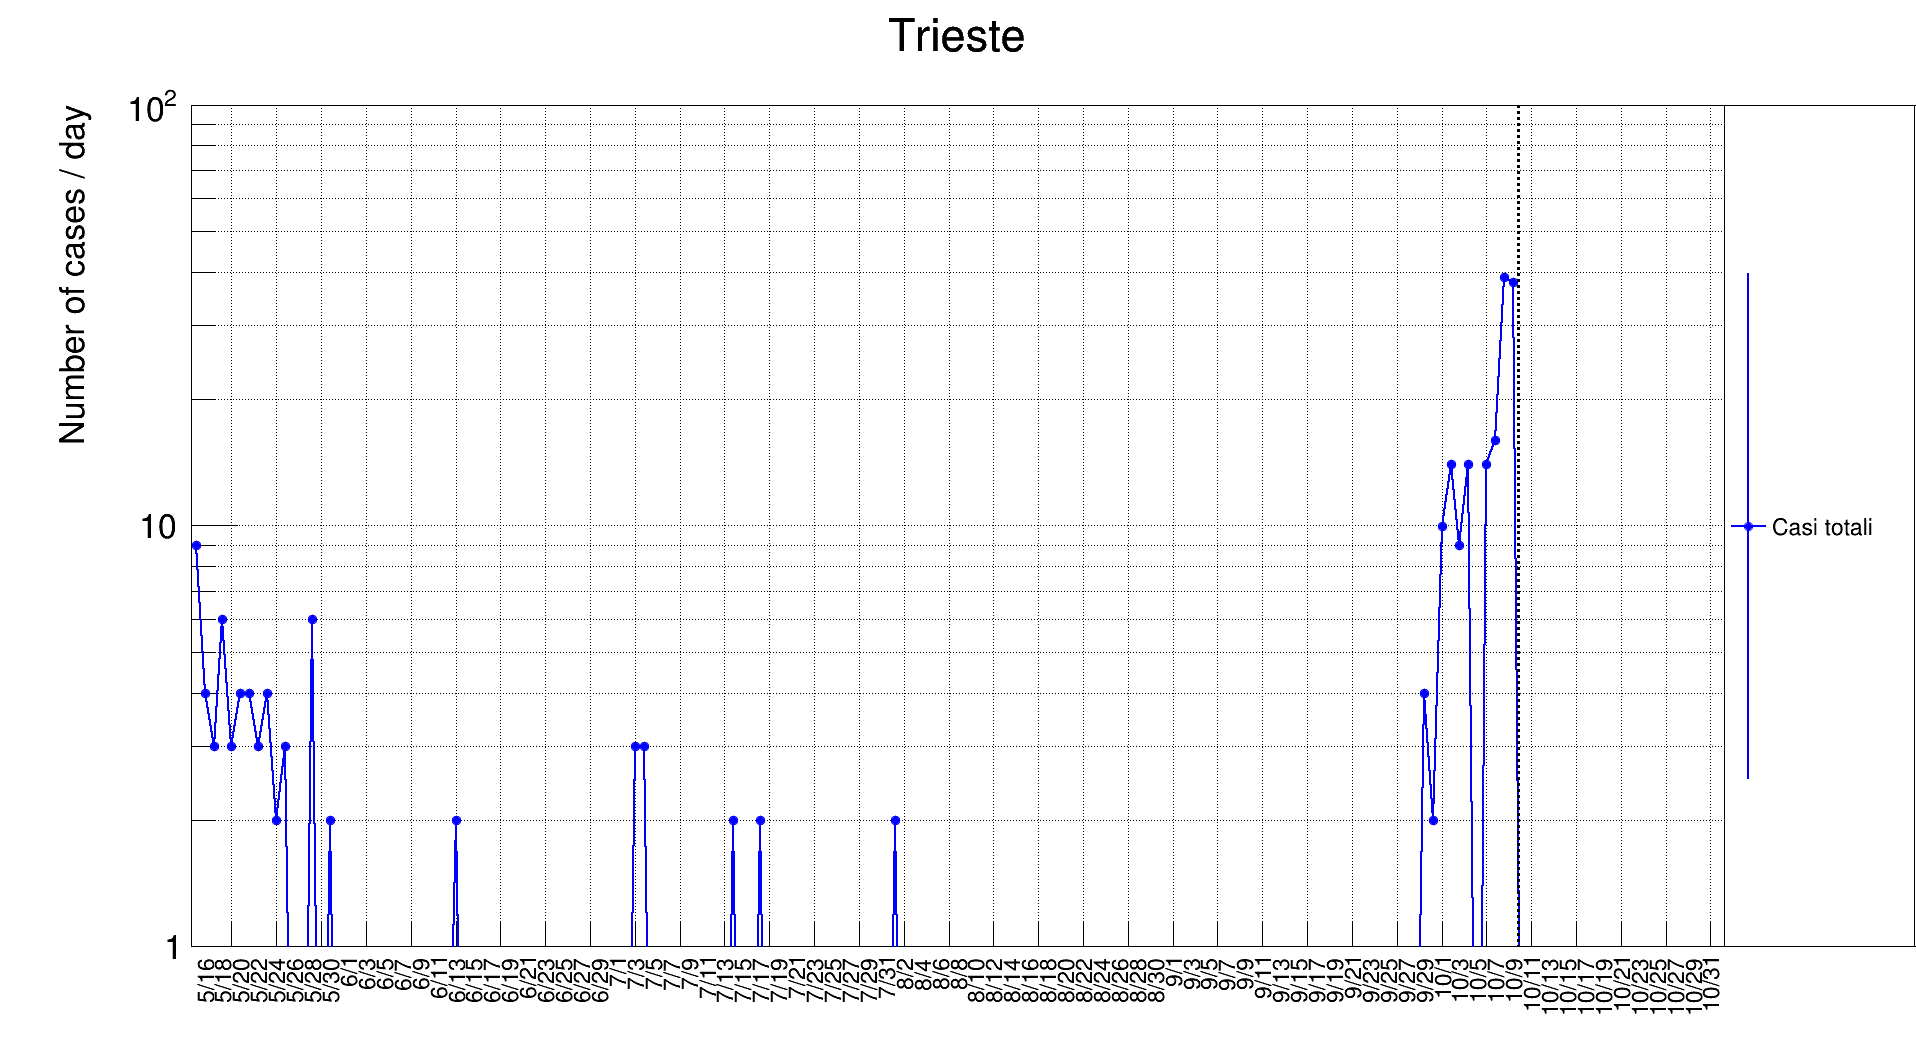 Trieste
Number of cases / day
10²
10
1
5/16 5/18 5/20 5/22 5/24 5/26 5/28 5/30 6/1 6/3 6/5 6/7 6/9 6/11 6/13 6/15 6/17 6/19 6/21 6/23 6/25 6/27 6/29 7/1 7/3 7/5 7/7 7/9 7/11 7/13 7/15 7/17 7/19 7/21 7/23 7/25 7/27 7/29 7/31 8/2 8/4 8/6 8/8 8/10 8/12 8/14 8/16 8/18 8/20 8/22 8/24 8/26 8/28 8/30 9/1 9/3 9/5 9/7 9/9 9/11 9/13 9/15 9/17 9/19 9/21 9/23 9/25 9/27 9/29 10/1 10/3 10/5 10/7 10/9 10/11 10/13 10/15 10/17 10/19 10/21 10/23 10/25 10/27 10/29 10/31
Casi totali